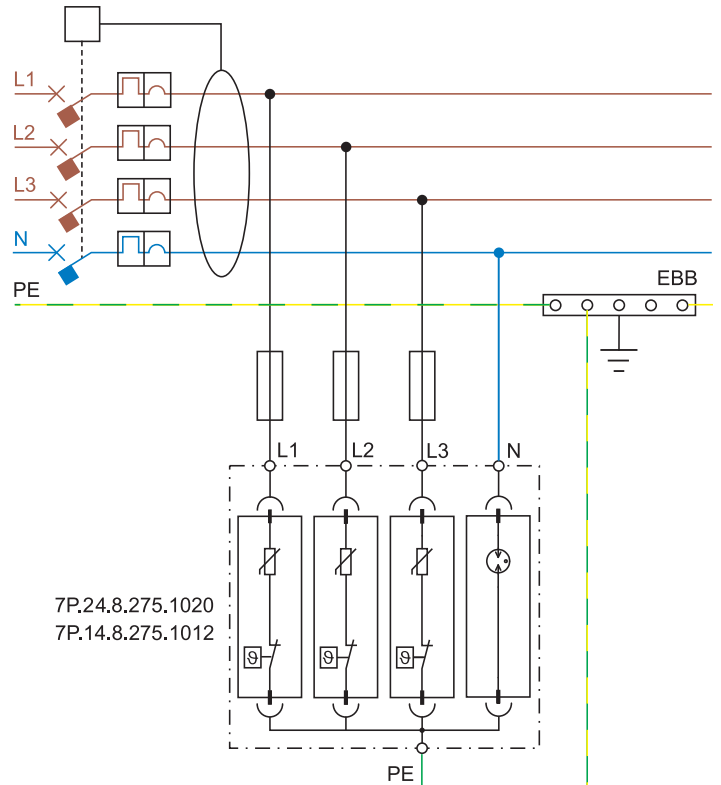 L1
L2
L3
N
PE
EBB
L1 L2 L3 N
7P.24.8.275.1020
7P.14.8.275.1012
ϑ ϑ ϑ
PE